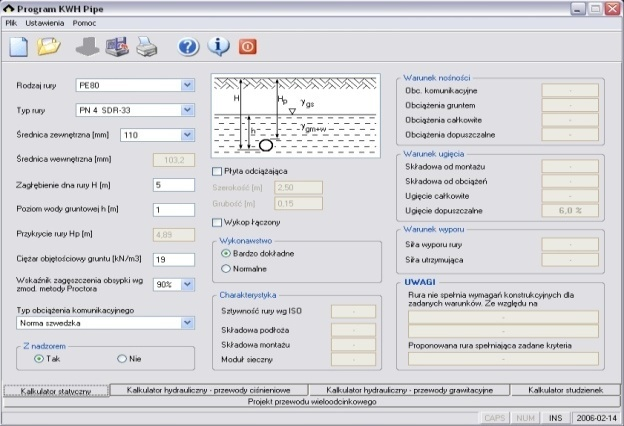 Program KWH Pipe
Plik Ustawienia Pomoc
Rodzaj rury PE80
Typ rury PN 4 SDR-33
Średnica zewnętrzna [mm] 110
Średnica wewnętrzna [mm] 103,2
Zagłębienie dna rury H [m] 5
Poziom wody gruntowej h [m] 1
Przykrycie rury Hp [m] 4,89
Ciężar objętościowy gruntu [kN/m3] 19
Wskaźnik zagęszczenia obsypki wg
zmod. metody Proctora 90%
Typ obciążenia komunikacyjnego
Norma szwedzka
Z nadzorem
Tak Nie
H Hp γgs
h γgm+w
Płyta odciążająca
Szerokość [m] 2,50
Grubość [m] 0,15
Wykop łączony
Wykonawstwo
Bardzo dokładne
Normalne
Charakterystyka
Sztywność rury wg ISO -
Składowa podłoża -
Składowa montażu -
Moduł sieczny -
Warunek nośności
Obc. komunikacyjne -
Obciążenia gruntem -
Obciążenia całkowite -
Obciążenia dopuszczalne -
Warunek ugięcia
Składowa od montażu -
Składowa od obciążeń -
Ugięcie całkowite -
Ugięcie dopuszczalne 6,0 %
Warunek wyporu
Siła wyporu rury -
Siła utrzymująca -
UWAGI
Rura nie spełnia wymagań konstrukcyjnych dla
zadanych warunków. Ze względu na
-
-
Proponowana rura spełniająca zadane kryteria
-
Kalkulator statyczny Kalkulator hydrauliczny - przewody ciśnieniowe Kalkulator hydrauliczny - przewody grawitacyjne Kalkulator studzienek
Projekt przewodu wieloodcinkowego
CAPS NUM INS 2006-02-14